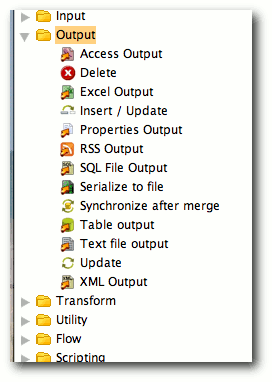 Input
Output
Access Output
Delete
Excel Output
Insert / Update
Properties Output
RSS Output
SQL File Output
Serialize to file
Synchronize after merge
Table output
Text file output
Update
XML Output
Transform
Utility
Flow
Scripting